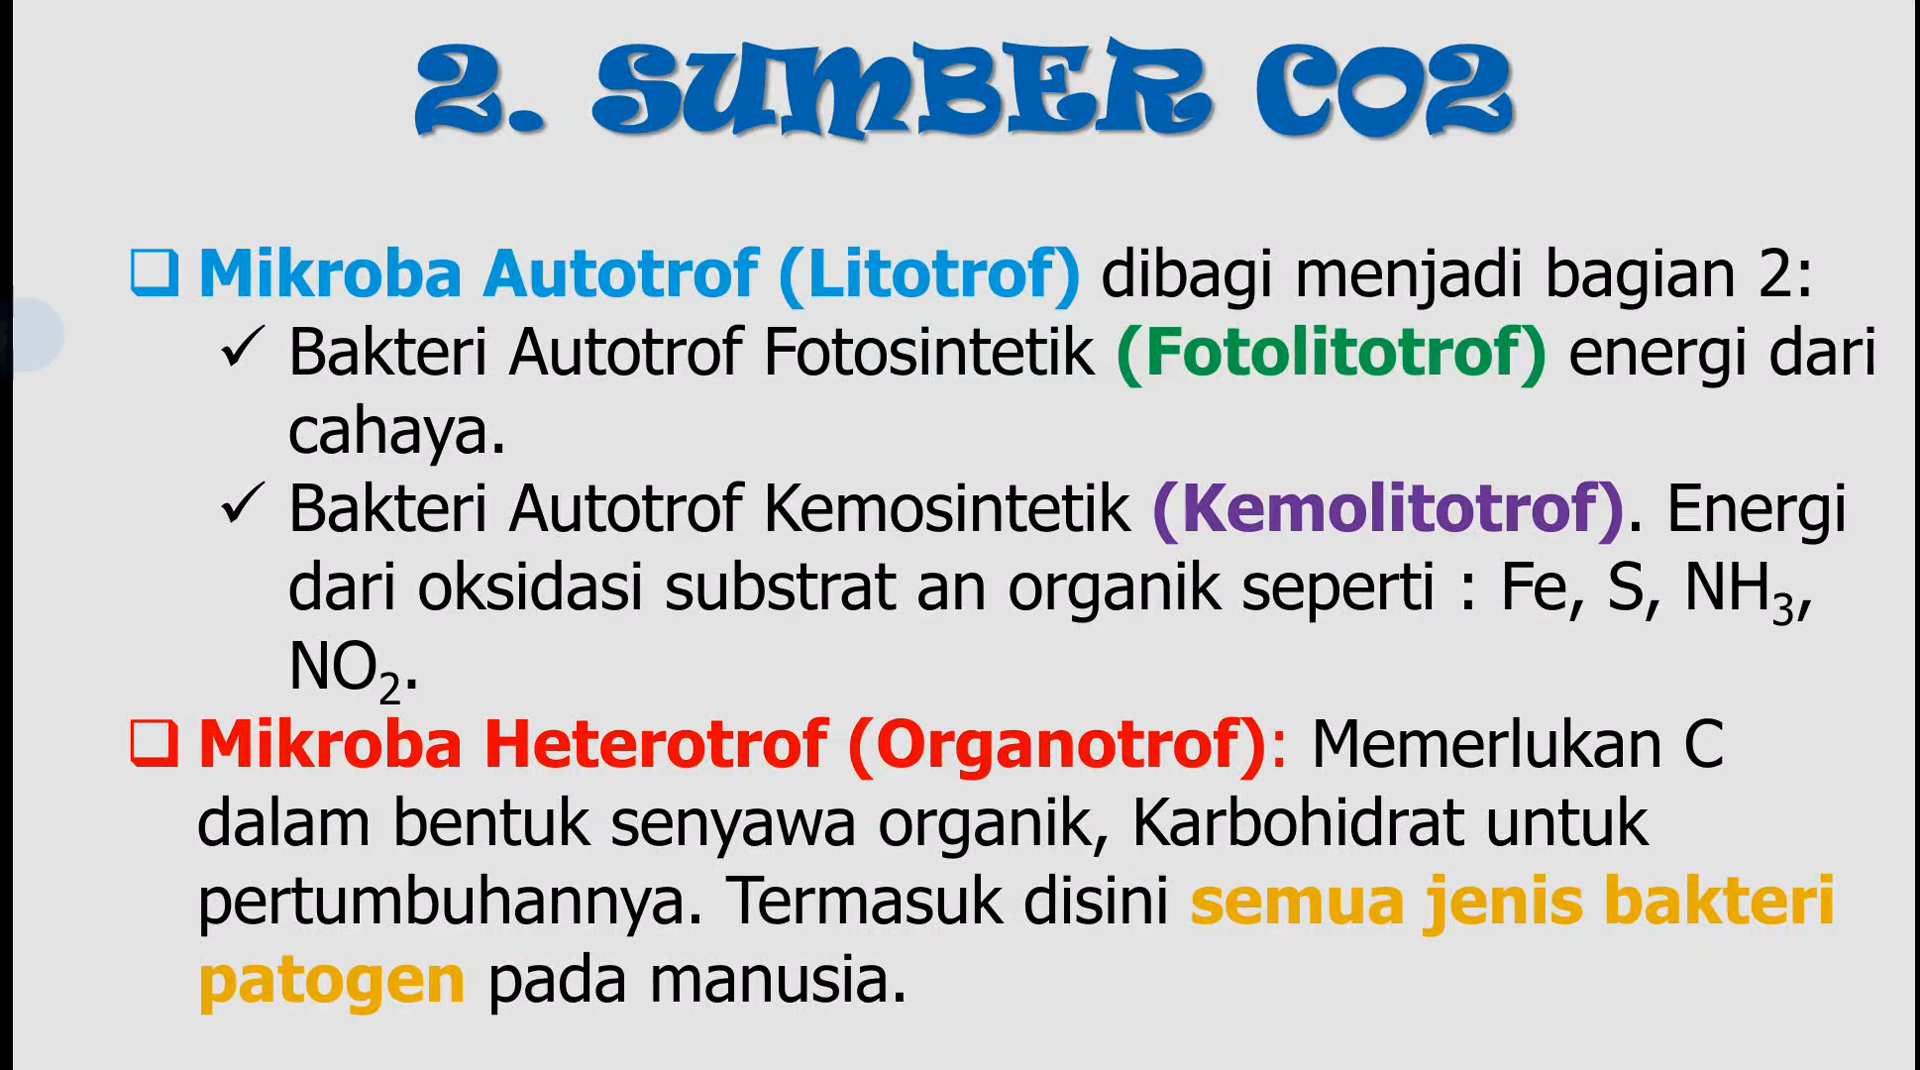 2. SUMBER CO2
❑ Mikroba Autotrof (Litotrof) dibagi menjadi bagian 2:
✓ Bakteri Autotrof Fotosintetik (Fotolitotrof) energi dari
cahaya.
✓ Bakteri Autotrof Kemosintetik (Kemolitotrof). Energi
dari oksidasi substrat an organik seperti : Fe, S, NH₃,
NO₂.
❑ Mikroba Heterotrof (Organotrof): Memerlukan C
dalam bentuk senyawa organik, Karbohidrat untuk
pertumbuhannya. Termasuk disini semua jenis bakteri
patogen pada manusia.